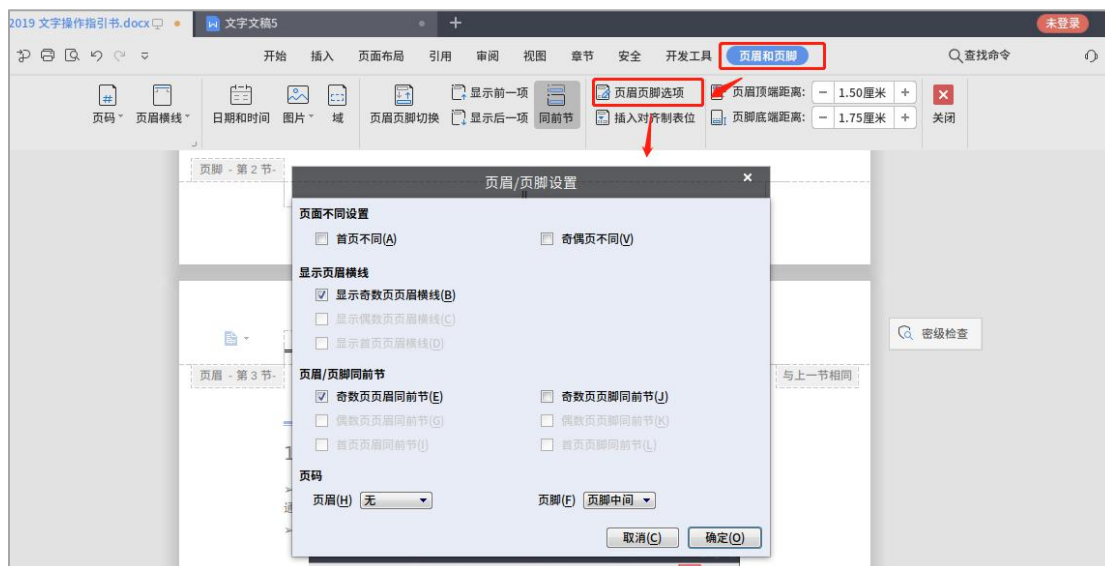 2019 文字操作指引书.docx
文字文稿5
未登录
开始 插入 页面布局 引用 审阅 视图 章节 安全 开发工具 页眉和页脚 查找命令
显示前一项 页眉页脚选项 页眉顶端距离: - 1.50厘米 +
页码 页眉横线 日期和时间 图片 域 页眉页脚切换 显示后一项 同前节 插入对齐制表位 页脚底端距离: - 1.75厘米 + 关闭
页脚 - 第 2 节-
页眉/页脚设置
页面不同设置
首页不同(A) 奇偶页不同(V)
显示页眉横线
显示奇数页页眉横线(B)
显示偶数页页眉横线(C)
显示首页页眉横线(D)
密级检查
页眉 - 第 3 节-
与上一节相同
页眉/页脚同前节
奇数页页眉同前节(E) 奇数页页脚同前节(J)
偶数页页眉同前节(G) 偶数页页脚同前节(K)
首页页眉同前节(I) 首页页脚同前节(L)
1
页码
页眉(H) 无 页脚(F) 页脚中间
通
取消(C) 确定(O)